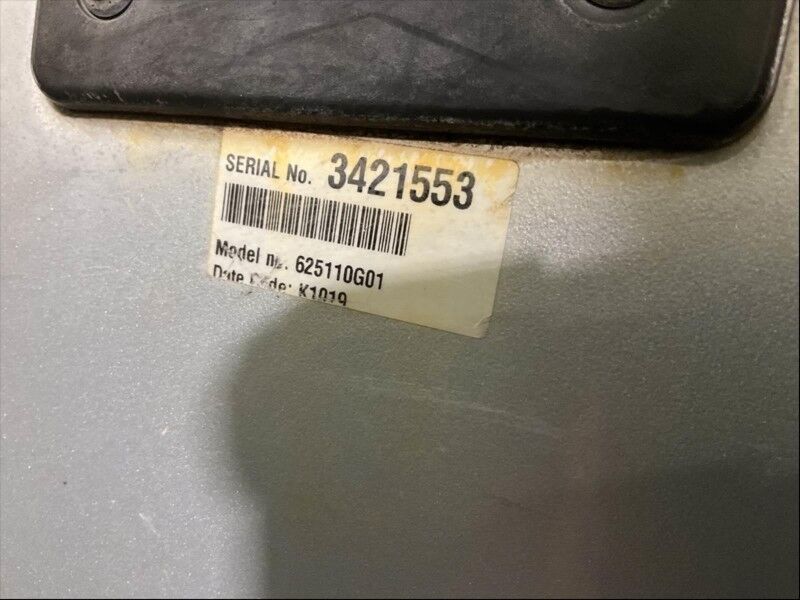 SERIAL No. 3421553
Model no. 625110G01
Date Code: K1019